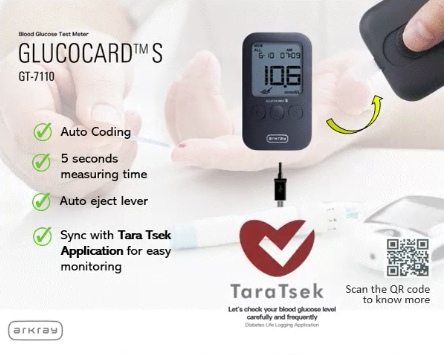 Blood Glucose Test Meter
GLUCOCARD™ S
GT-7110
Auto Coding
5 seconds
measuring time
Auto eject lever
Sync with Tara Tsek
Application for easy
monitoring
10.6
arkray
TaraTsek
Let's check your blood glucose level
carefully and frequently
Diabetes Life Logging Application
Scan the QR code
to know more
arkray